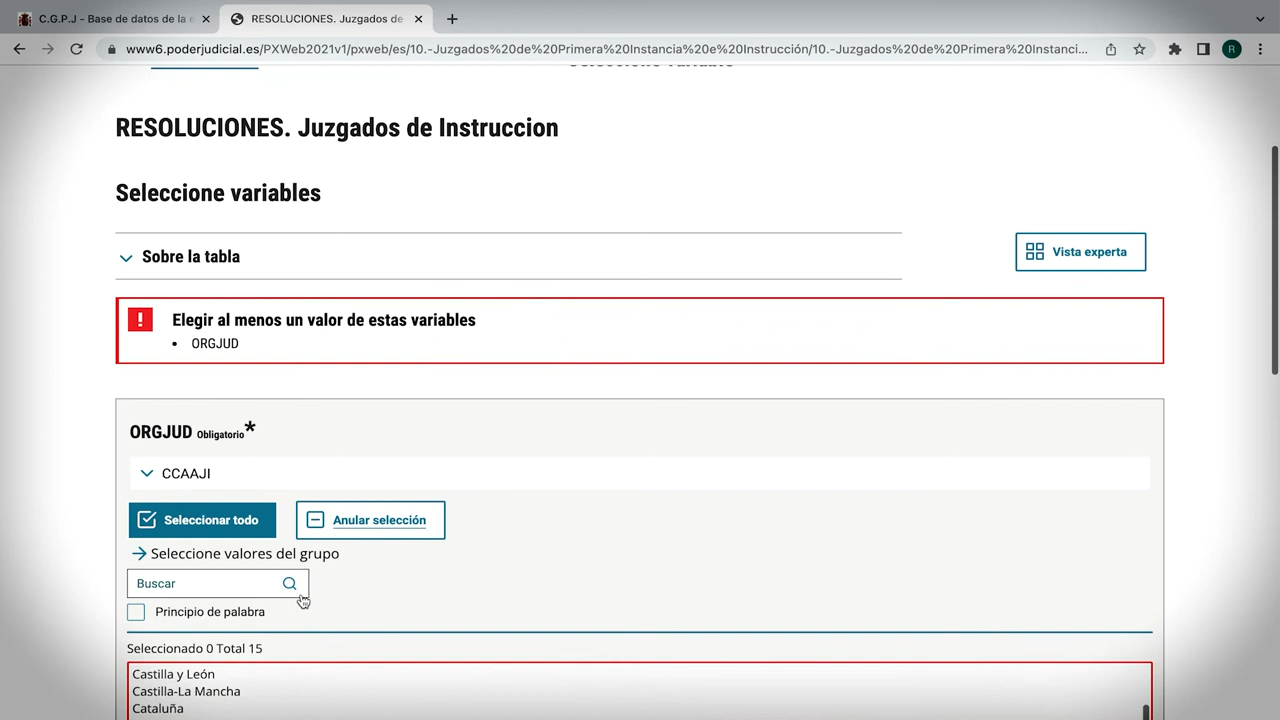 C.G.P.J - Base de datos de la e
RESOLUCIONES. Juzgados de
www6.poderjudicial.es/PXWeb2021v1/pxweb/es/10.-Juzgados%20de%20Primera%20Instancia%20e%20Instrucción/10.-Juzgados%20de%20Primera%20Instanci...
R
Seleccione variable
RESOLUCIONES. Juzgados de Instruccion
Seleccione variables
Sobre la tabla
Vista experta
Elegir al menos un valor de estas variables
• ORGJUD
ORGJUD Obligatorio*
CCAAJI
Seleccionar todo
Anular selección
Seleccione valores del grupo
Buscar
Principio de palabra
Seleccionado 0 Total 15
Castilla y León
Castilla-La Mancha
Cataluña